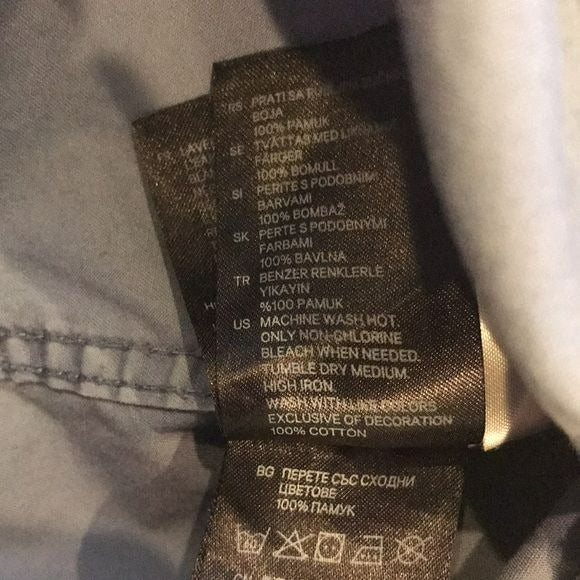 RS PRATI SA
BOJA
100% PAMUK
SE TVÄTTAS MED
FÄRGER
100% BOMULL
SI PERITE S PODOBNIMI
BARVAMI
100% BOMBAŽ
SK PERTE S PODOBNÝMI
FARBAMI
100% BAVLNA
TR BENZER RENKLERLE
YIKAYIN
%100 PAMUK
US MACHINE WASH HOT.
ONLY NON-CHLORINE
BLEACH WHEN NEEDED.
TUMBLE DRY MEDIUM.
HIGH IRON.
WASH WITH LIKE COLORS
EXCLUSIVE OF DECORATION
100% COTTON
BG ПЕРЕТЕ СЪС СХОДНИ
ЦВЕТОВЕ
100% ПАМУК